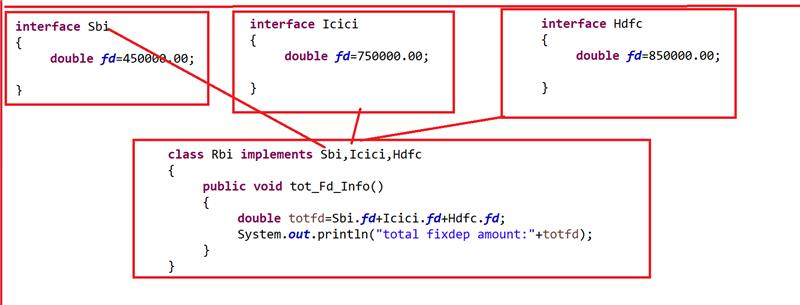 interface Sbi
{
double fd=450000.00;
}
interface Icici
{
double fd=750000.00;
}
interface Hdfc
{
double fd=850000.00;
}
class Rbi implements Sbi,Icici,Hdfc
{
public void tot_Fd_Info()
{
double totfd=Sbi.fd+Icici.fd+Hdfc.fd;
System.out.println("total fixdep amount:"+totfd);
}
}